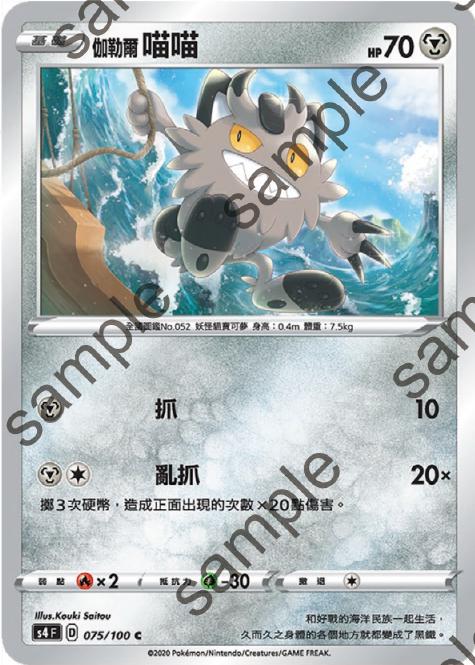 基礎 伽勒爾 喵喵 HP 70
全國圖鑑No.052 妖怪貓寶可夢 身高：0.4m 體重：7.5kg
抓 10
亂抓 20×
擲3次硬幣，造成正面出現的次數×20點傷害。
弱點 ×2 抵抗力 -30 撤退
Illus.Kouki Saitou
s4 F D 075/100 C
和好戰的海洋民族一起生活，
久而久之身體的各個地方就都變成了黑鐵。
©2020 Pokémon/Nintendo/Creatures/GAME FREAK.
sample
sample
sample
sample
sample
sample
sample